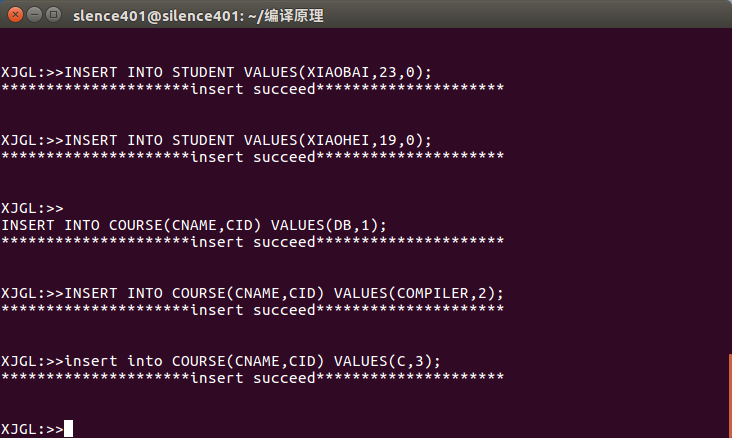 slence401@silence401: ~/编译原理
XJGL:>>INSERT INTO STUDENT VALUES(XIAOBAI,23,0);
*********************insert succeed*********************
XJGL:>>INSERT INTO STUDENT VALUES(XIAOHEI,19,0);
*********************insert succeed*********************
XJGL:>>
INSERT INTO COURSE(CNAME,CID) VALUES(DB,1);
*********************insert succeed*********************
XJGL:>>INSERT INTO COURSE(CNAME,CID) VALUES(COMPILER,2);
*********************insert succeed*********************
XJGL:>>insert into COURSE(CNAME,CID) VALUES(C,3);
*********************insert succeed*********************
XJGL:>>